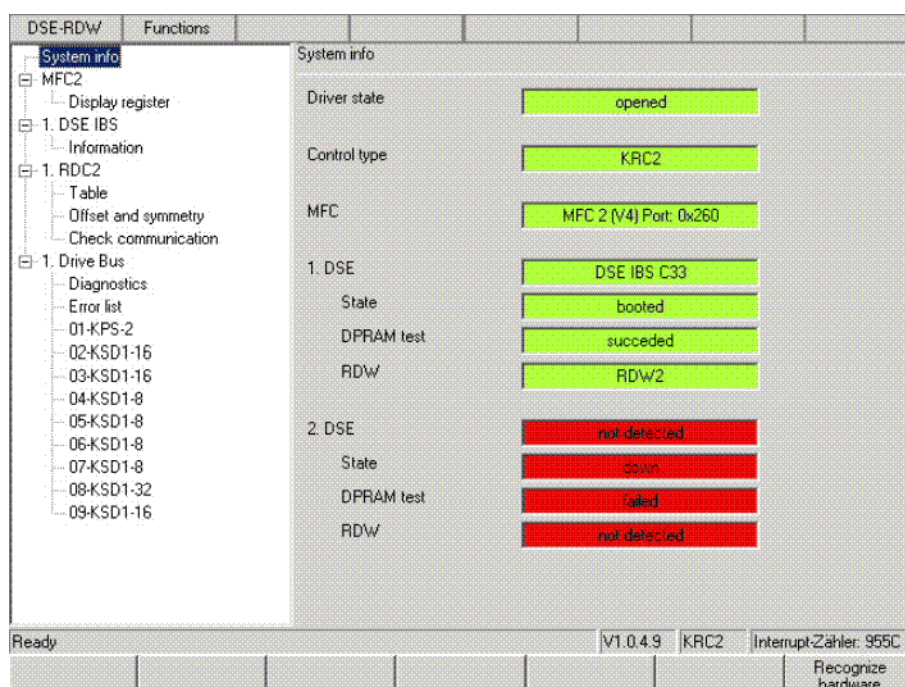 DSE-RDW Functions
System info
MFC2
Display register
1. DSE IBS
Information
1. RDC2
Table
Offset and symmetry
Check communication
1. Drive Bus
Diagnostics
Error list
01-KPS-2
02-KSD1-16
03-KSD1-16
04-KSD1-8
05-KSD1-8
06-KSD1-8
07-KSD1-8
08-KSD1-32
09-KSD1-16
System info
Driver state opened
Control type KRC2
MFC MFC 2 (V4) Port: 0x260
1. DSE DSE IBS C33
State booted
DPRAM test succeded
RDW RDW2
2. DSE not detected
State down
DPRAM test failed
RDW not detected
Ready V1.0.4.9 KRC2 Interrupt-Zähler: 955C
Recognize
hardware